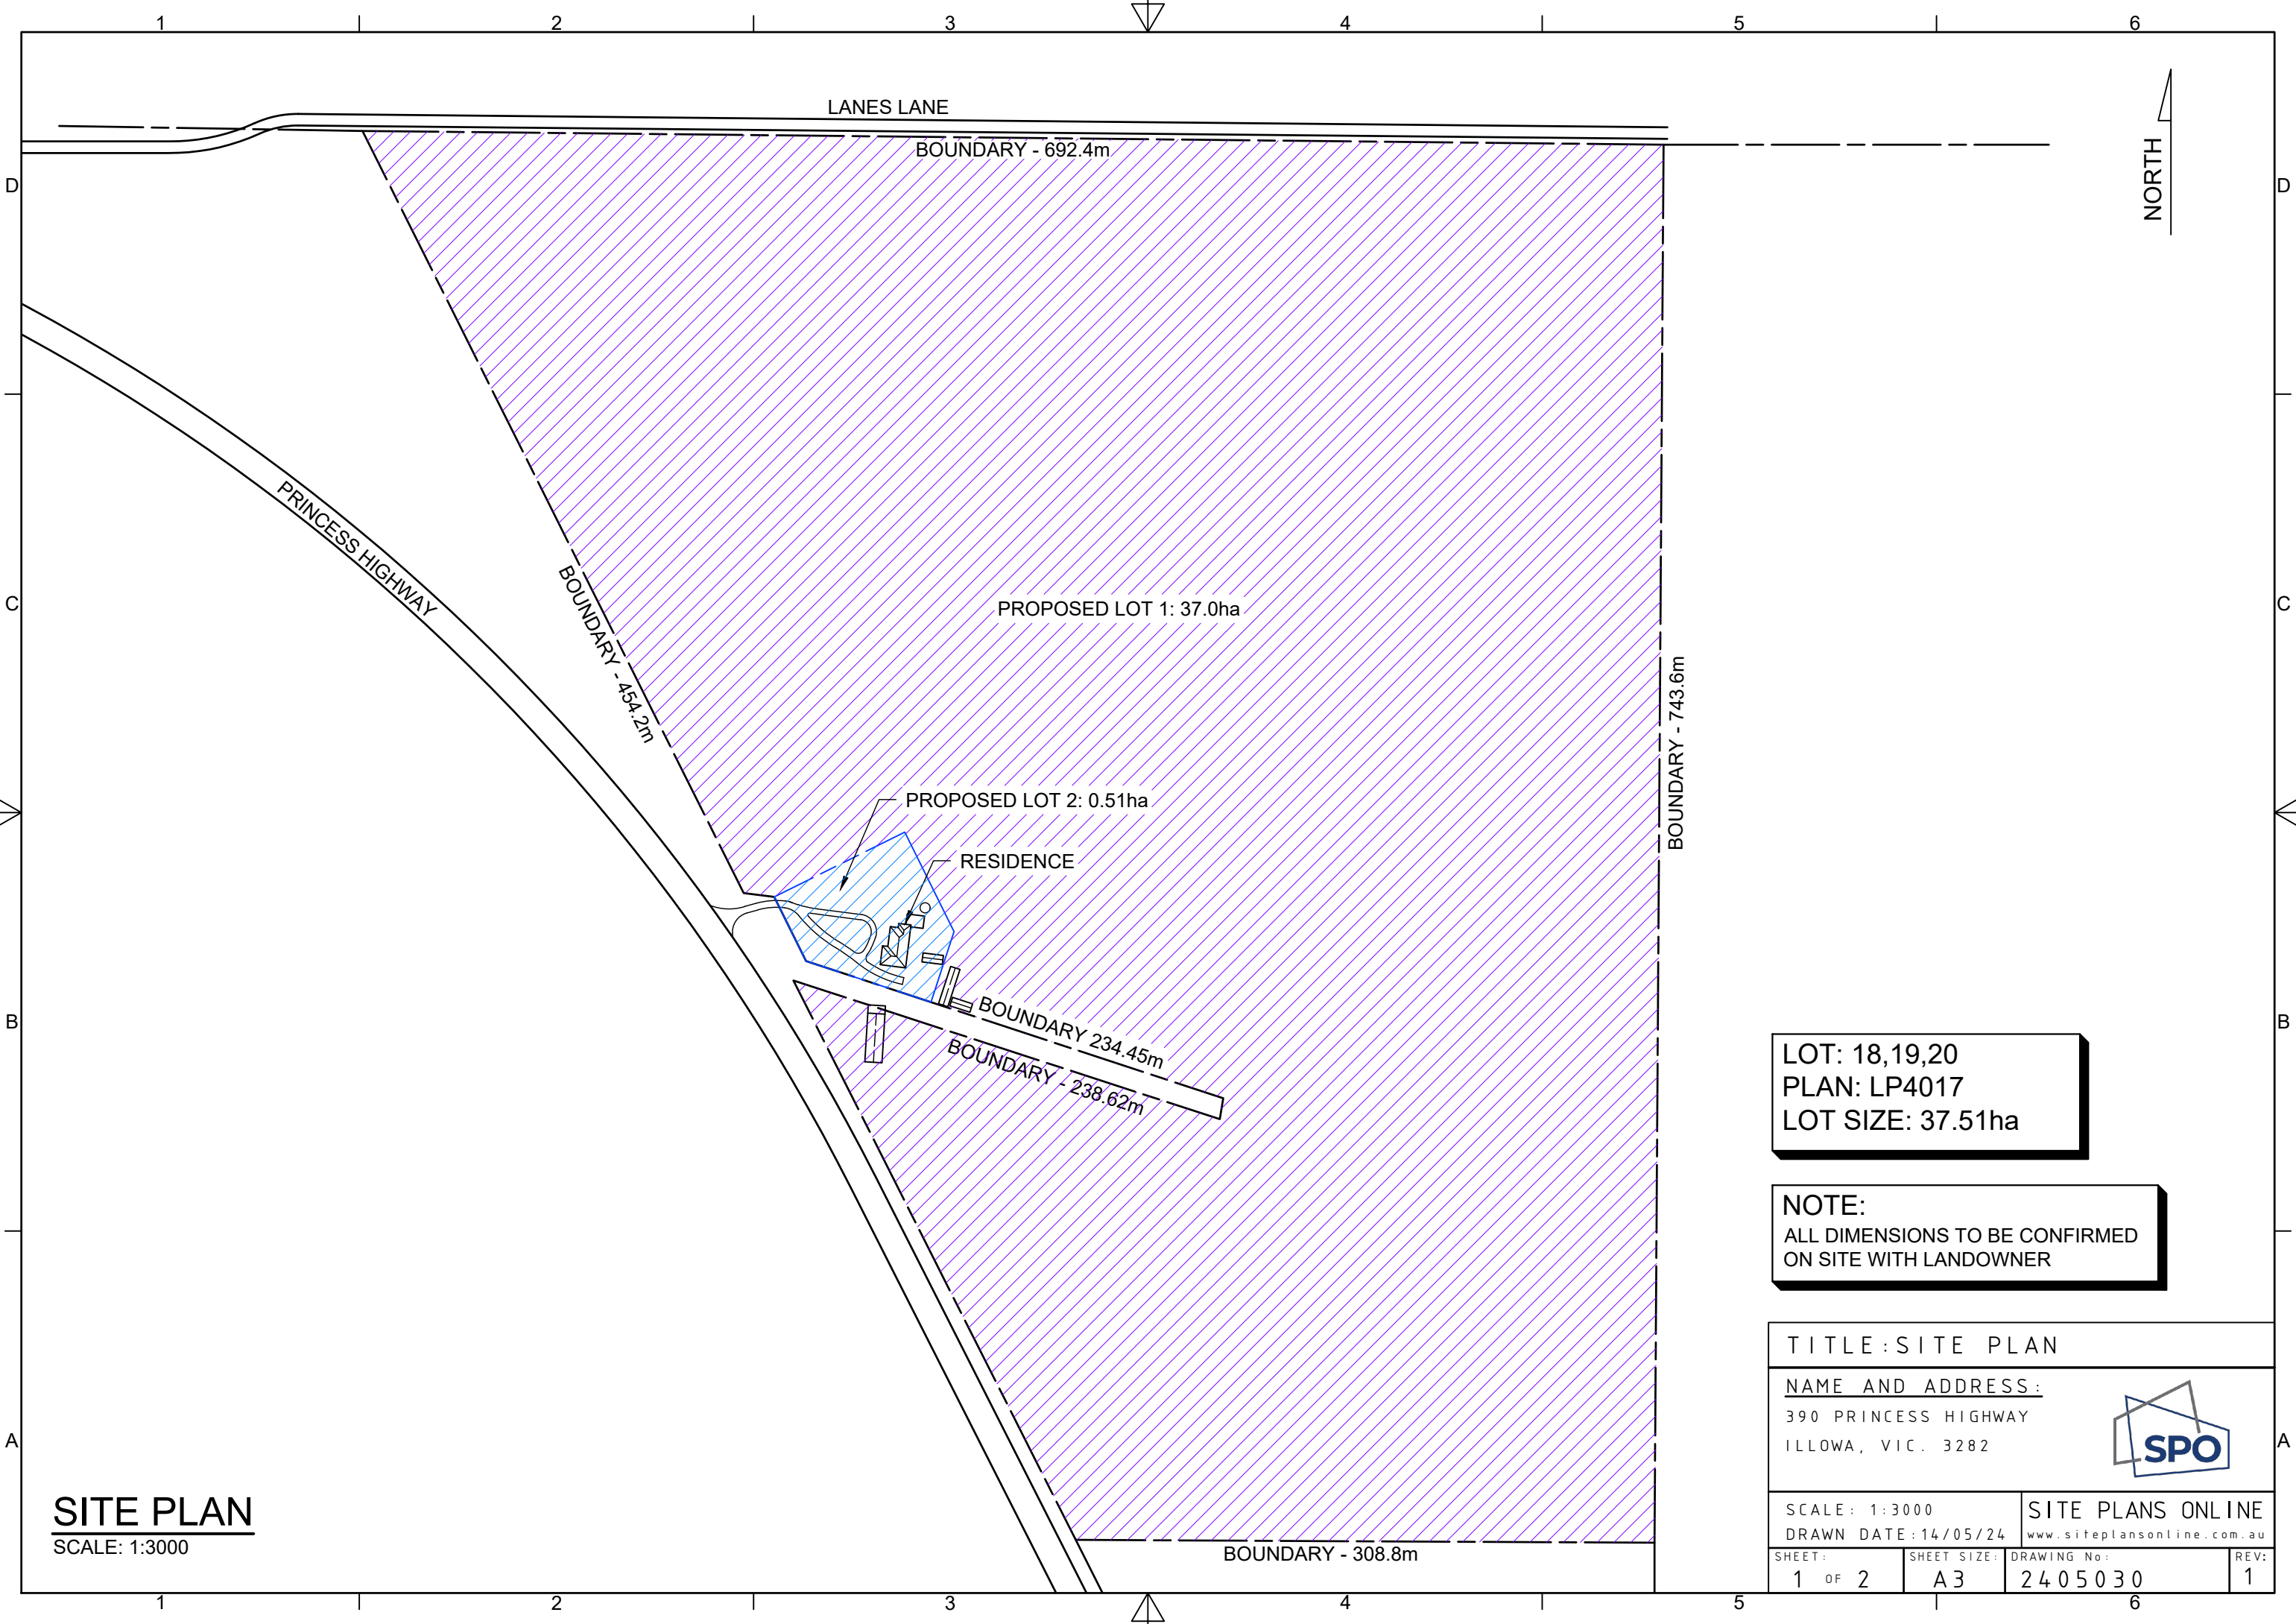 1 2 3 4 5 6
LANES LANE
BOUNDARY - 692.4m
D D
NORTH
PRINCESS HIGHWAY
BOUNDARY - 454.2m
C C
PROPOSED LOT 1: 37.0ha
BOUNDARY - 743.6m
PROPOSED LOT 2: 0.51ha
RESIDENCE
B B
BOUNDARY 234.45m
BOUNDARY - 238.62m
LOT: 18,19,20
PLAN: LP4017
LOT SIZE: 37.51ha
NOTE:
ALL DIMENSIONS TO BE CONFIRMED
ON SITE WITH LANDOWNER
TITLE:SITE PLAN
NAME AND ADDRESS:
390 PRINCESS HIGHWAY
ILLOWA, VIC. 3282
SPO
A A
SCALE: 1:3000
DRAWN DATE:14/05/24
SITE PLANS ONLINE
www.siteplansonline.com.au
SHEET:
1 OF 2
SHEET SIZE:
A3
DRAWING No:
2405030
REV:
1
SITE PLAN
SCALE: 1:3000
BOUNDARY - 308.8m
1 2 3 4 5 6